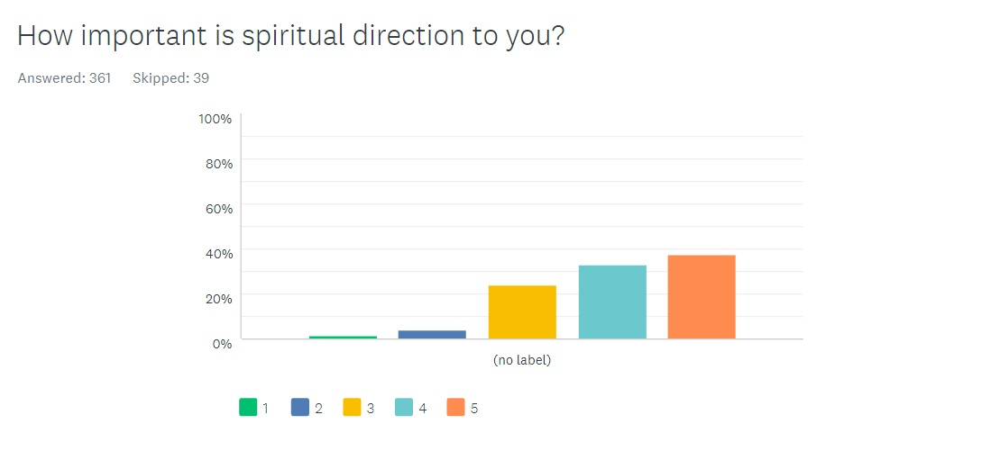 How important is spiritual direction to you?
Answered: 361 Skipped: 39
100%
80%
60%
40%
20%
0%
(no label)
1 2 3 4 5